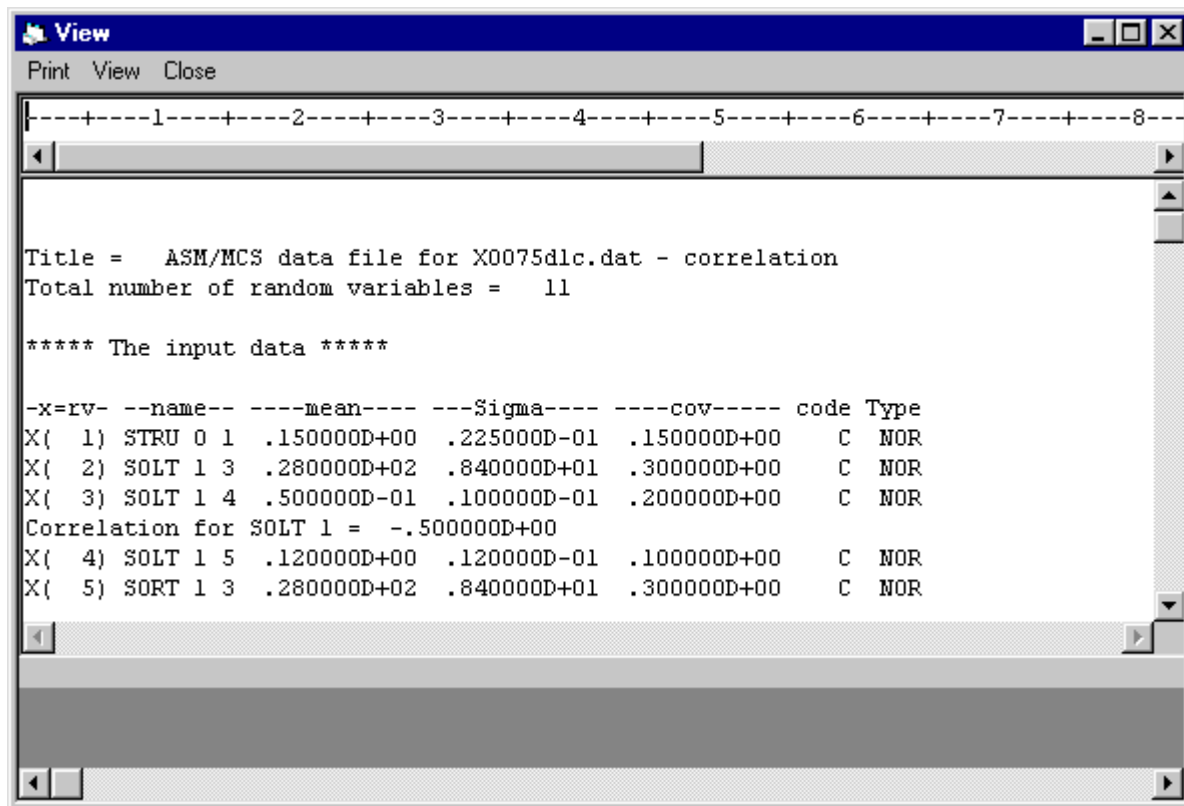 View
Print View Close
----+----1----+----2----+----3----+----4----+----5----+----6----+----7----+----8---
Title =   ASM/MCS data file for X0075dlc.dat - correlation
Total number of random variables =   11
***** The input data *****
-x=rv- --name-- ----mean---- ---Sigma---- ----cov----- code Type
X(  1) STRU 0 1  .150000D+00  .225000D-01  .150000D+00    C  NOR
X(  2) SOLT 1 3  .280000D+02  .840000D+01  .300000D+00    C  NOR
X(  3) SOLT 1 4  .500000D-01  .100000D-01  .200000D+00    C  NOR
Correlation for SOLT 1 =  -.500000D+00
X(  4) SOLT 1 5  .120000D+00  .120000D-01  .100000D+00    C  NOR
X(  5) SORT 1 3  .280000D+02  .840000D+01  .300000D+00    C  NOR